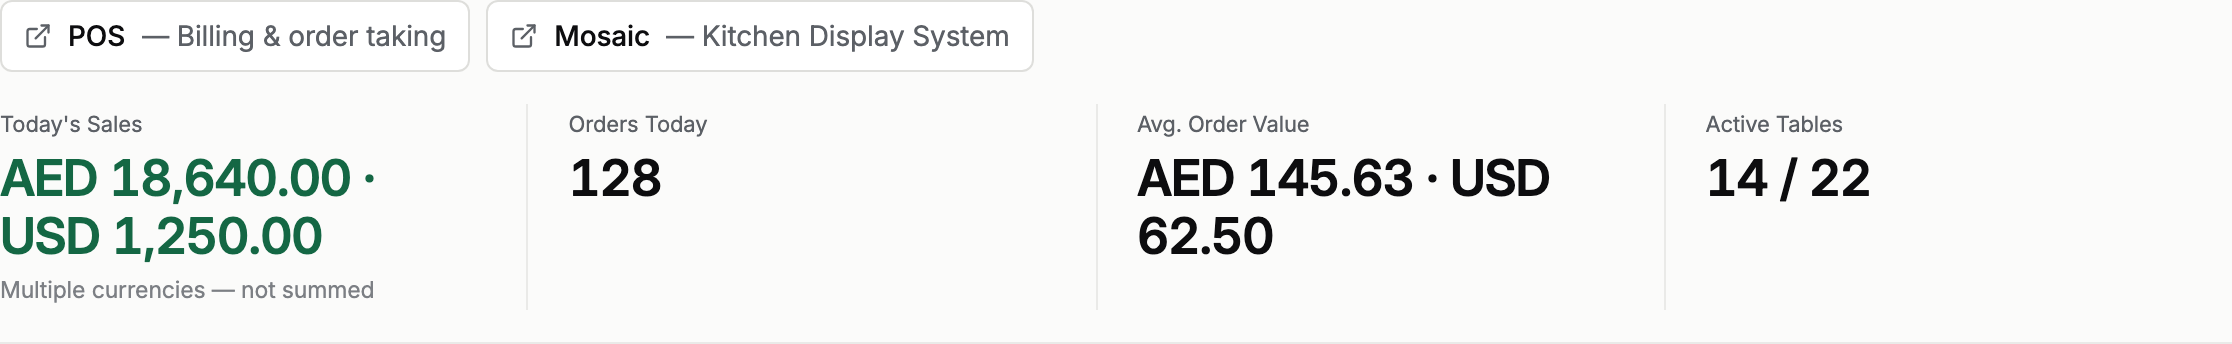 POS — Billing & order taking
Mosaic — Kitchen Display System
Today's Sales
AED 18,640.00 ·
USD 1,250.00
Multiple currencies — not summed
Orders Today
128
Avg. Order Value
AED 145.63 · USD
62.50
Active Tables
14 / 22